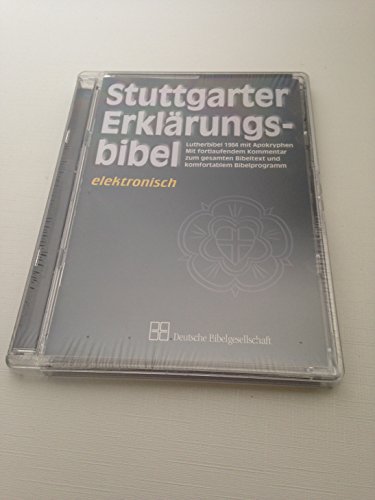 Stuttgarter
Erklärungs-
bibel
Lutherbibel 1984 mit Apokryphen
Mit fortlaufendem Kommentar
zum gesamten Bibeltext und
komfortablem Bibelprogramm
elektronisch
Deutsche Bibelgesellschaft